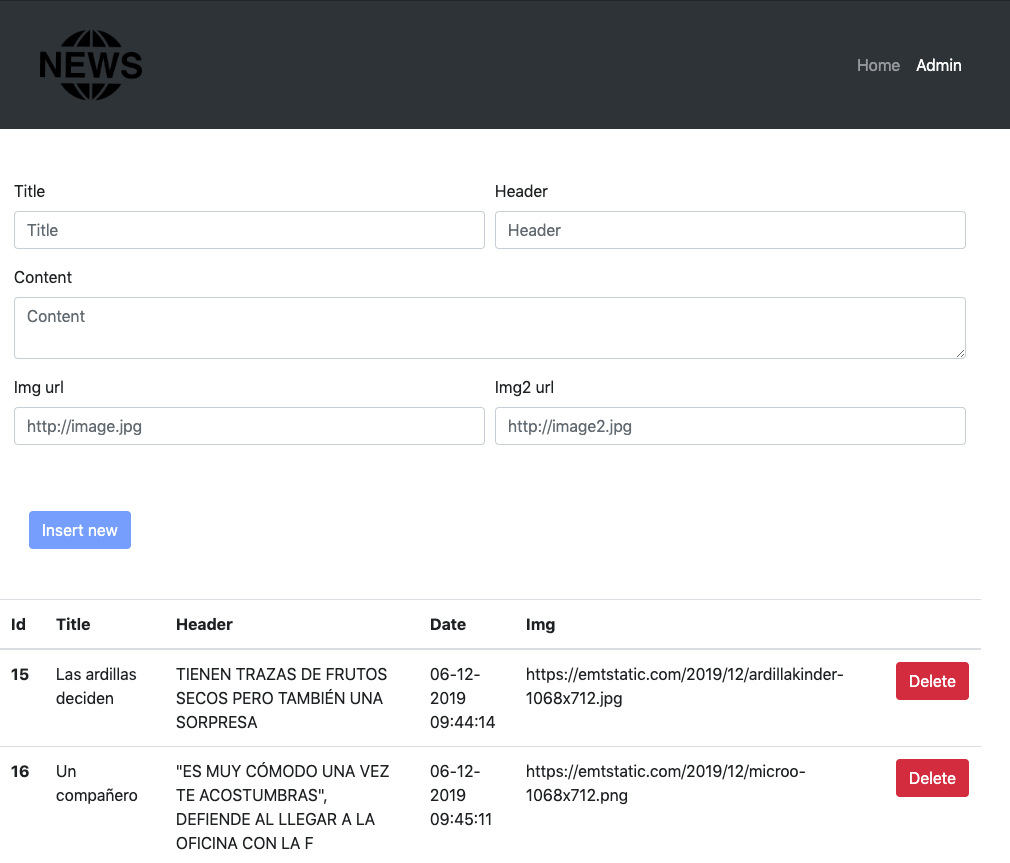 NEWS
Home Admin
Title Header
Title Header
Content
Content
Img url Img2 url
http://image.jpg http://image2.jpg
Insert new
Id Title Header Date Img
15 Las ardillas TIENEN TRAZAS DE FRUTOS 06-12- https://emtstatic.com/2019/12/ardillakinder- Delete
deciden SECOS PERO TAMBIÉN UNA 2019 1068x712.jpg
SORPRESA 09:44:14
16 Un "ES MUY CÓMODO UNA VEZ 06-12- https://emtstatic.com/2019/12/microo- Delete
compañero TE ACOSTUMBRAS", 2019 1068x712.png
DEFIENDE AL LLEGAR A LA 09:45:11
OFICINA CON LA F